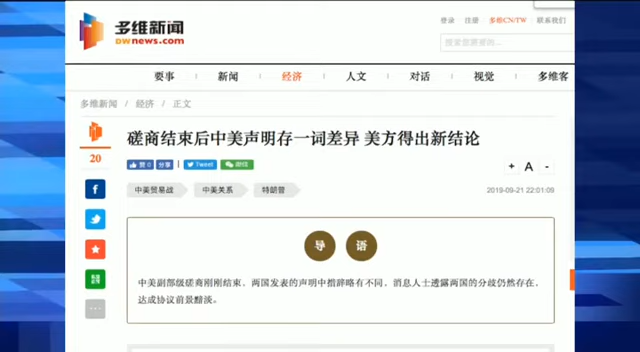 登录 注册 多维CN/TW 联系我们
多维新闻
DWNEWS.COM
要事 新闻 经济 人文 对话 视觉 多维客
多维新闻 / 经济 / 正文
磋商结束后中美声明存一词差异 美方得出新结论
20
赞 0 分享 Tweet 微信
+ A -
中美贸易战 中美关系 特朗普
2019-09-21 22:01:09
导语
中美副部级磋商刚刚结束，两国发表的声明中措辞略有不同，消息人士透露两国的分歧仍然存在，
达成协议前景黯淡。